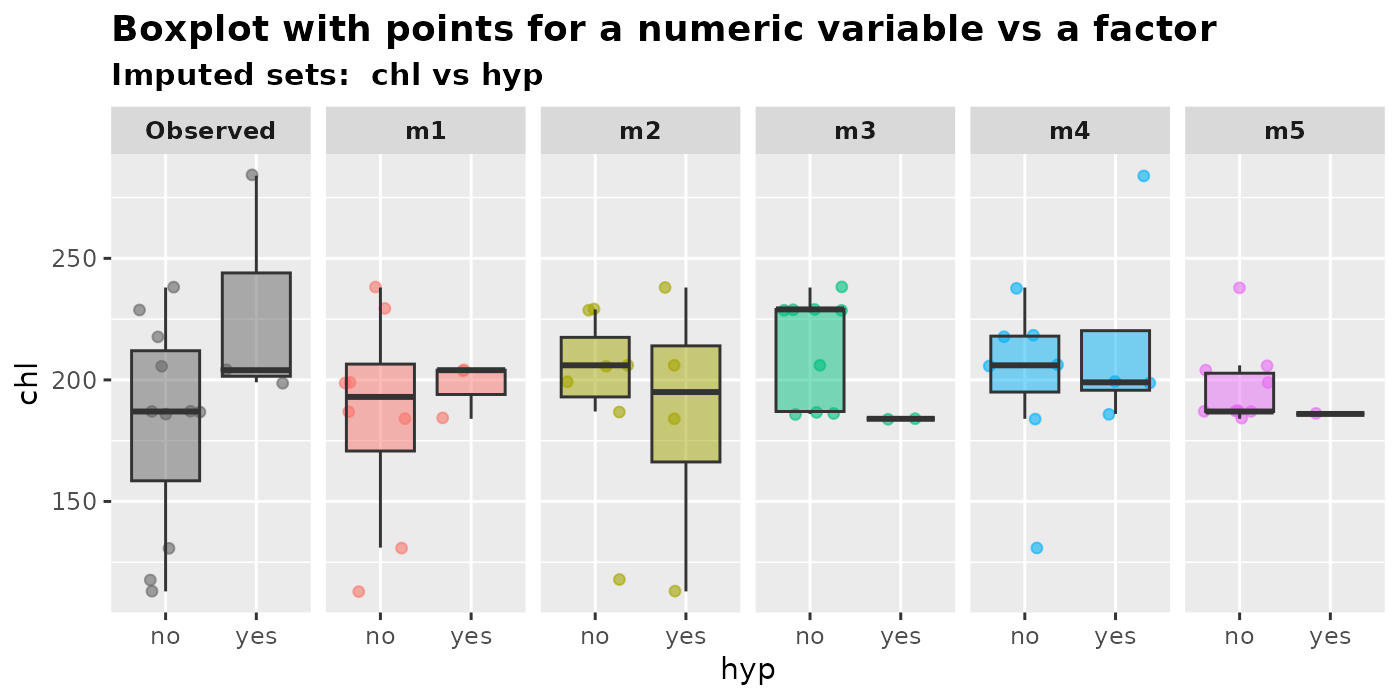 Boxplot with points for a numeric variable vs a factor
Imputed sets:  chl vs hyp
Observed m1 m2 m3 m4 m5
chl
250
200
150
no yes no yes no yes no yes no yes no yes
hyp